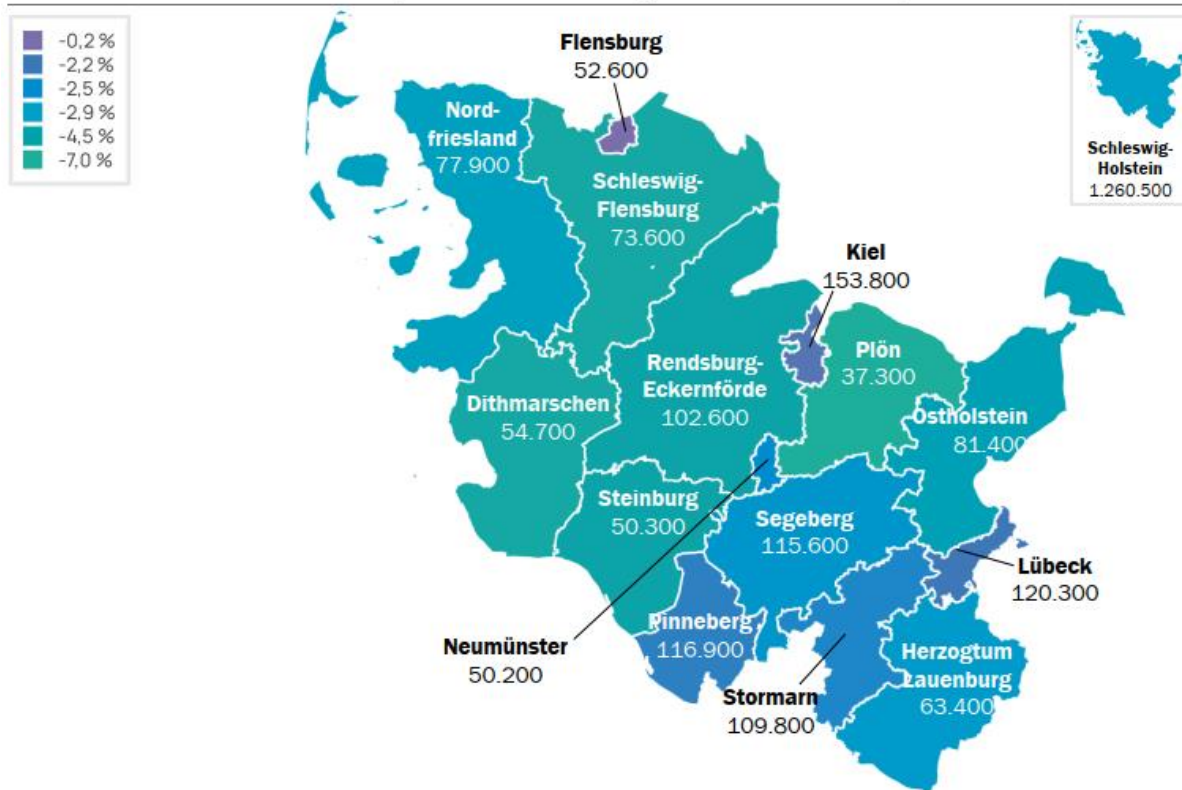 -0,2 %
-2,2 %
-2,5 %
-2,9 %
-4,5 %
-7,0 %
Flensburg
52.600
Nord-
friesland
77.900
Schleswig-
Flensburg
73.600
Schleswig-
Holstein
1.260.500
Kiel
153.800
Rendsburg-
Eckernförde
102.600
Plön
37.300
Dithmarschen
54.700
Ostholstein
81.400
Steinburg
50.300
Segeberg
115.600
Lübeck
120.300
Pinneberg
116.900
Neumünster
50.200
Stormarn
109.800
Herzogtum
Lauenburg
63.400